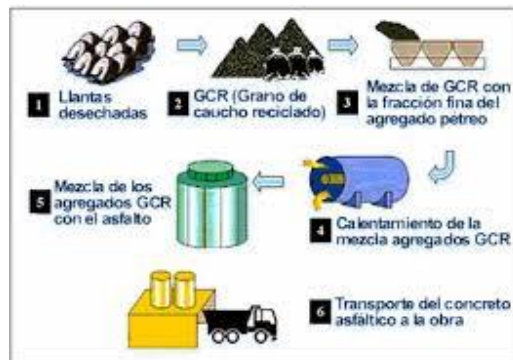 1 Llantas
desechadas
2 GCR (Grano de
caucho reciclado)
3 Mezcla de GCR con
la fracción fina del
agregado pétreo
4 Calentamiento de la
mezcla agregados GCR
5 Mezcla de los
agregados GCR
con el asfalto
6 Transporte del concreto
asfáltico a la obra